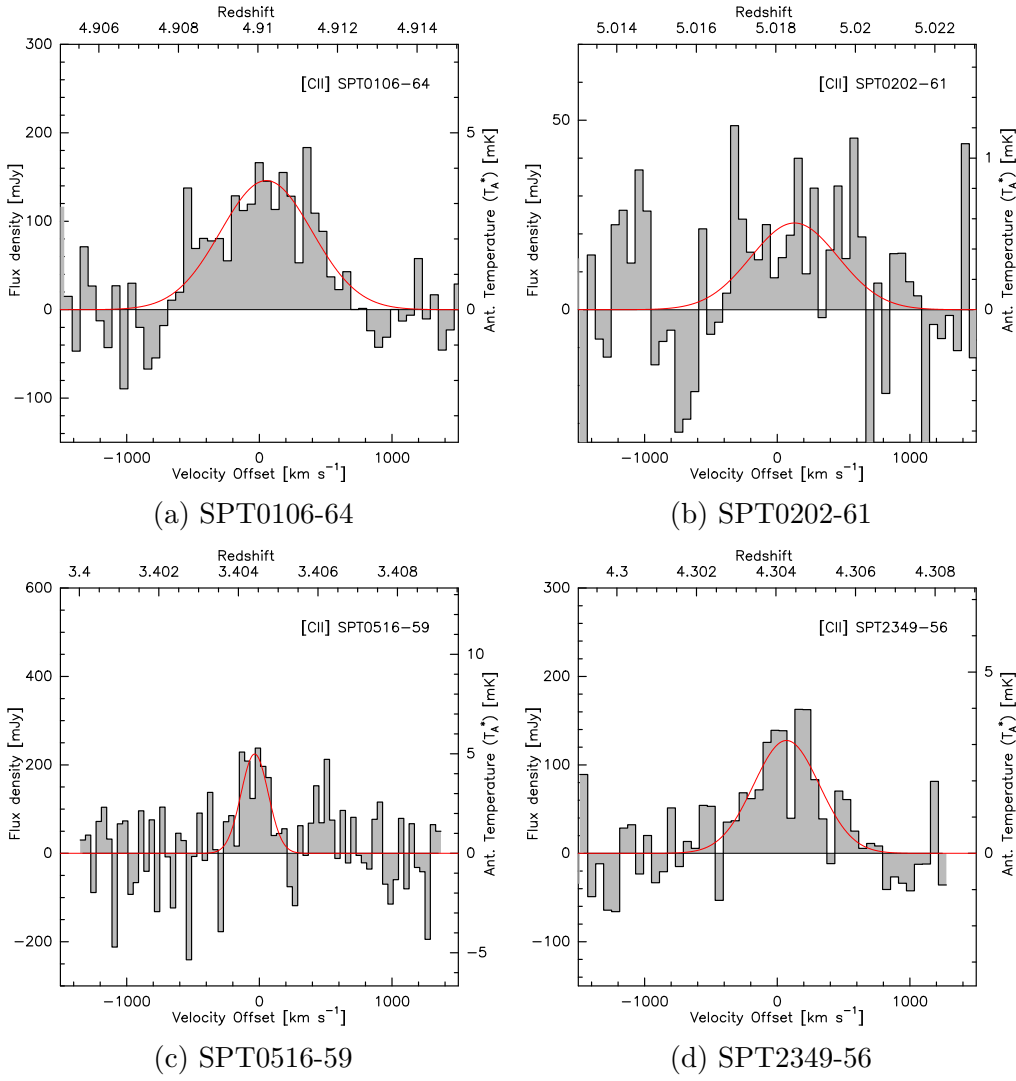 Redshift
4.906 4.908 4.91 4.912 4.914
300
200
100
0
−100
Flux density [mJy]
[CII] SPT0106−64
5
0
Ant. Temperature (T_A^*) [mK]
−1000 0 1000
Velocity Offset [km s⁻¹]
(a) SPT0106-64
Redshift
5.014 5.016 5.018 5.02 5.022
50
0
Flux density [mJy]
[CII] SPT0202−61
1
0
Ant. Temperature (T_A^*) [mK]
−1000 0 1000
Velocity Offset [km s⁻¹]
(b) SPT0202-61
Redshift
3.4 3.402 3.404 3.406 3.408
600
400
200
0
−200
Flux density [mJy]
[CII] SPT0516−59
10
5
0
−5
Ant. Temperature (T_A^*) [mK]
−1000 0 1000
Velocity Offset [km s⁻¹]
(c) SPT0516-59
Redshift
4.3 4.302 4.304 4.306 4.308
300
200
100
0
−100
Flux density [mJy]
[CII] SPT2349−56
5
0
Ant. Temperature (T_A^*) [mK]
−1000 0 1000
Velocity Offset [km s⁻¹]
(d) SPT2349-56